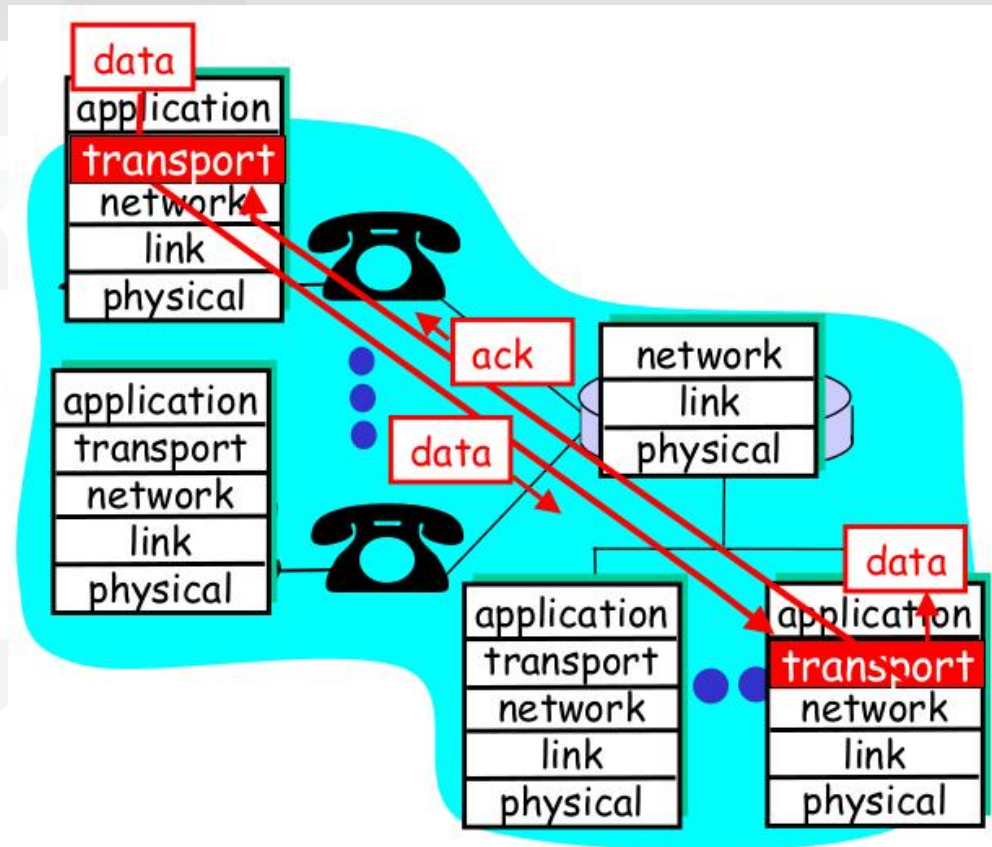 data
application
transport
network
link
physical
ack
network
link
physical
application
transport
network
link
physical
data
data
application
transport
network
link
physical
application
transport
network
link
physical